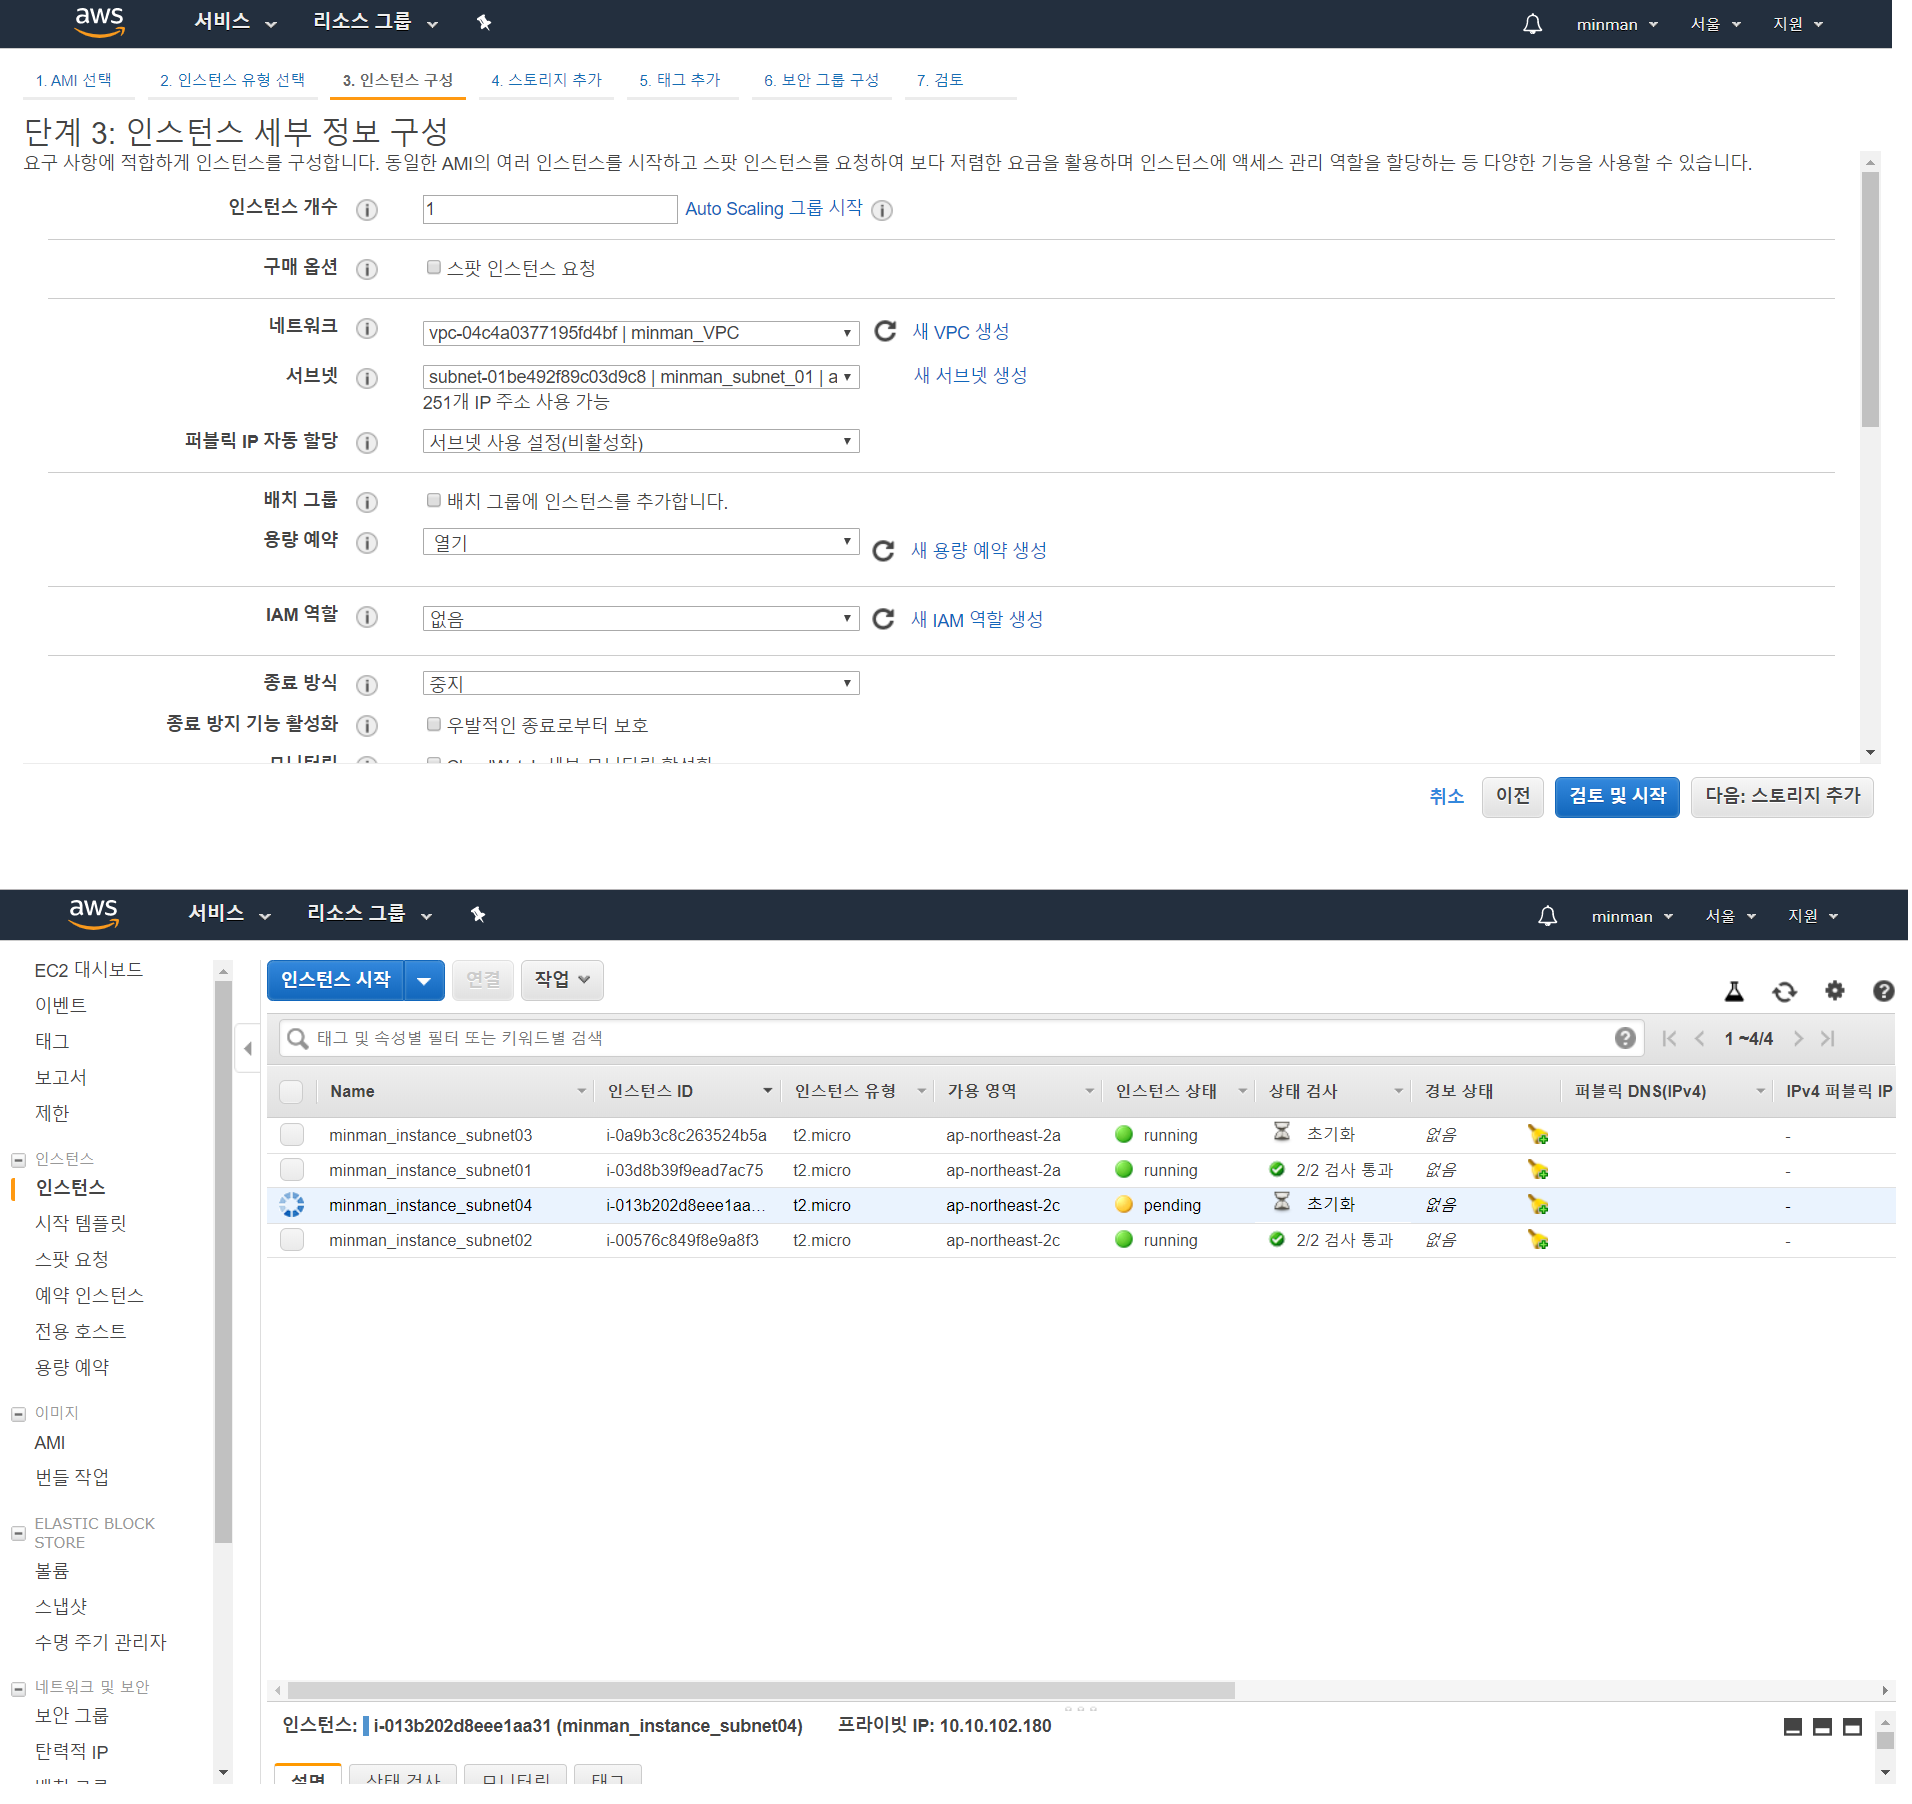 aws 서비스 리소스 그룹 minman 서울 지원
1. AMI 선택 2. 인스턴스 유형 선택 3. 인스턴스 구성 4. 스토리지 추가 5. 태그 추가 6. 보안 그룹 구성 7. 검토
단계 3: 인스턴스 세부 정보 구성
요구 사항에 적합하게 인스턴스를 구성합니다. 동일한 AMI의 여러 인스턴스를 시작하고 스팟 인스턴스를 요청하여 보다 저렴한 요금을 활용하며 인스턴스에 액세스 관리 역할을 할당하는 등 다양한 기능을 사용할 수 있습니다.
인스턴스 개수 1 Auto Scaling 그룹 시작
구매 옵션 스팟 인스턴스 요청
네트워크 vpc-04c4a0377195fd4bf | minman_VPC 새 VPC 생성
서브넷 subnet-01be492f89c03d9c8 | minman_subnet_01 | a 새 서브넷 생성
251개 IP 주소 사용 가능
퍼블릭 IP 자동 할당 서브넷 사용 설정(비활성화)
배치 그룹 배치 그룹에 인스턴스를 추가합니다.
용량 예약 열기 새 용량 예약 생성
IAM 역할 없음 새 IAM 역할 생성
종료 방식 중지
종료 방지 기능 활성화 우발적인 종료로부터 보호
모니터링 CloudWatch 세부 모니터링 활성화
취소 이전 검토 및 시작 다음: 스토리지 추가
aws 서비스 리소스 그룹 minman 서울 지원
EC2 대시보드
이벤트
태그
보고서
제한
인스턴스
인스턴스
시작 템플릿
스팟 요청
예약 인스턴스
전용 호스트
용량 예약
이미지
AMI
번들 작업
ELASTIC BLOCK
STORE
볼륨
스냅샷
수명 주기 관리자
네트워크 및 보안
보안 그룹
탄력적 IP
배치 그룹
인스턴스 시작 연결 작업
태그 및 속성별 필터 또는 키워드별 검색 1 ~4/4
Name 인스턴스 ID 인스턴스 유형 가용 영역 인스턴스 상태 상태 검사 경보 상태 퍼블릭 DNS(IPv4) IPv4 퍼블릭 IP
minman_instance_subnet03 i-0a9b3c8c263524b5a t2.micro ap-northeast-2a running 초기화 없음 -
minman_instance_subnet01 i-03d8b39f9ead7ac75 t2.micro ap-northeast-2a running 2/2 검사 통과 없음 -
minman_instance_subnet04 i-013b202d8eee1aa... t2.micro ap-northeast-2c pending 초기화 없음 -
minman_instance_subnet02 i-00576c849f8e9a8f3 t2.micro ap-northeast-2c running 2/2 검사 통과 없음 -
인스턴스: i-013b202d8eee1aa31 (minman_instance_subnet04) 프라이빗 IP: 10.10.102.180
설명 상태 검사 모니터링 태그